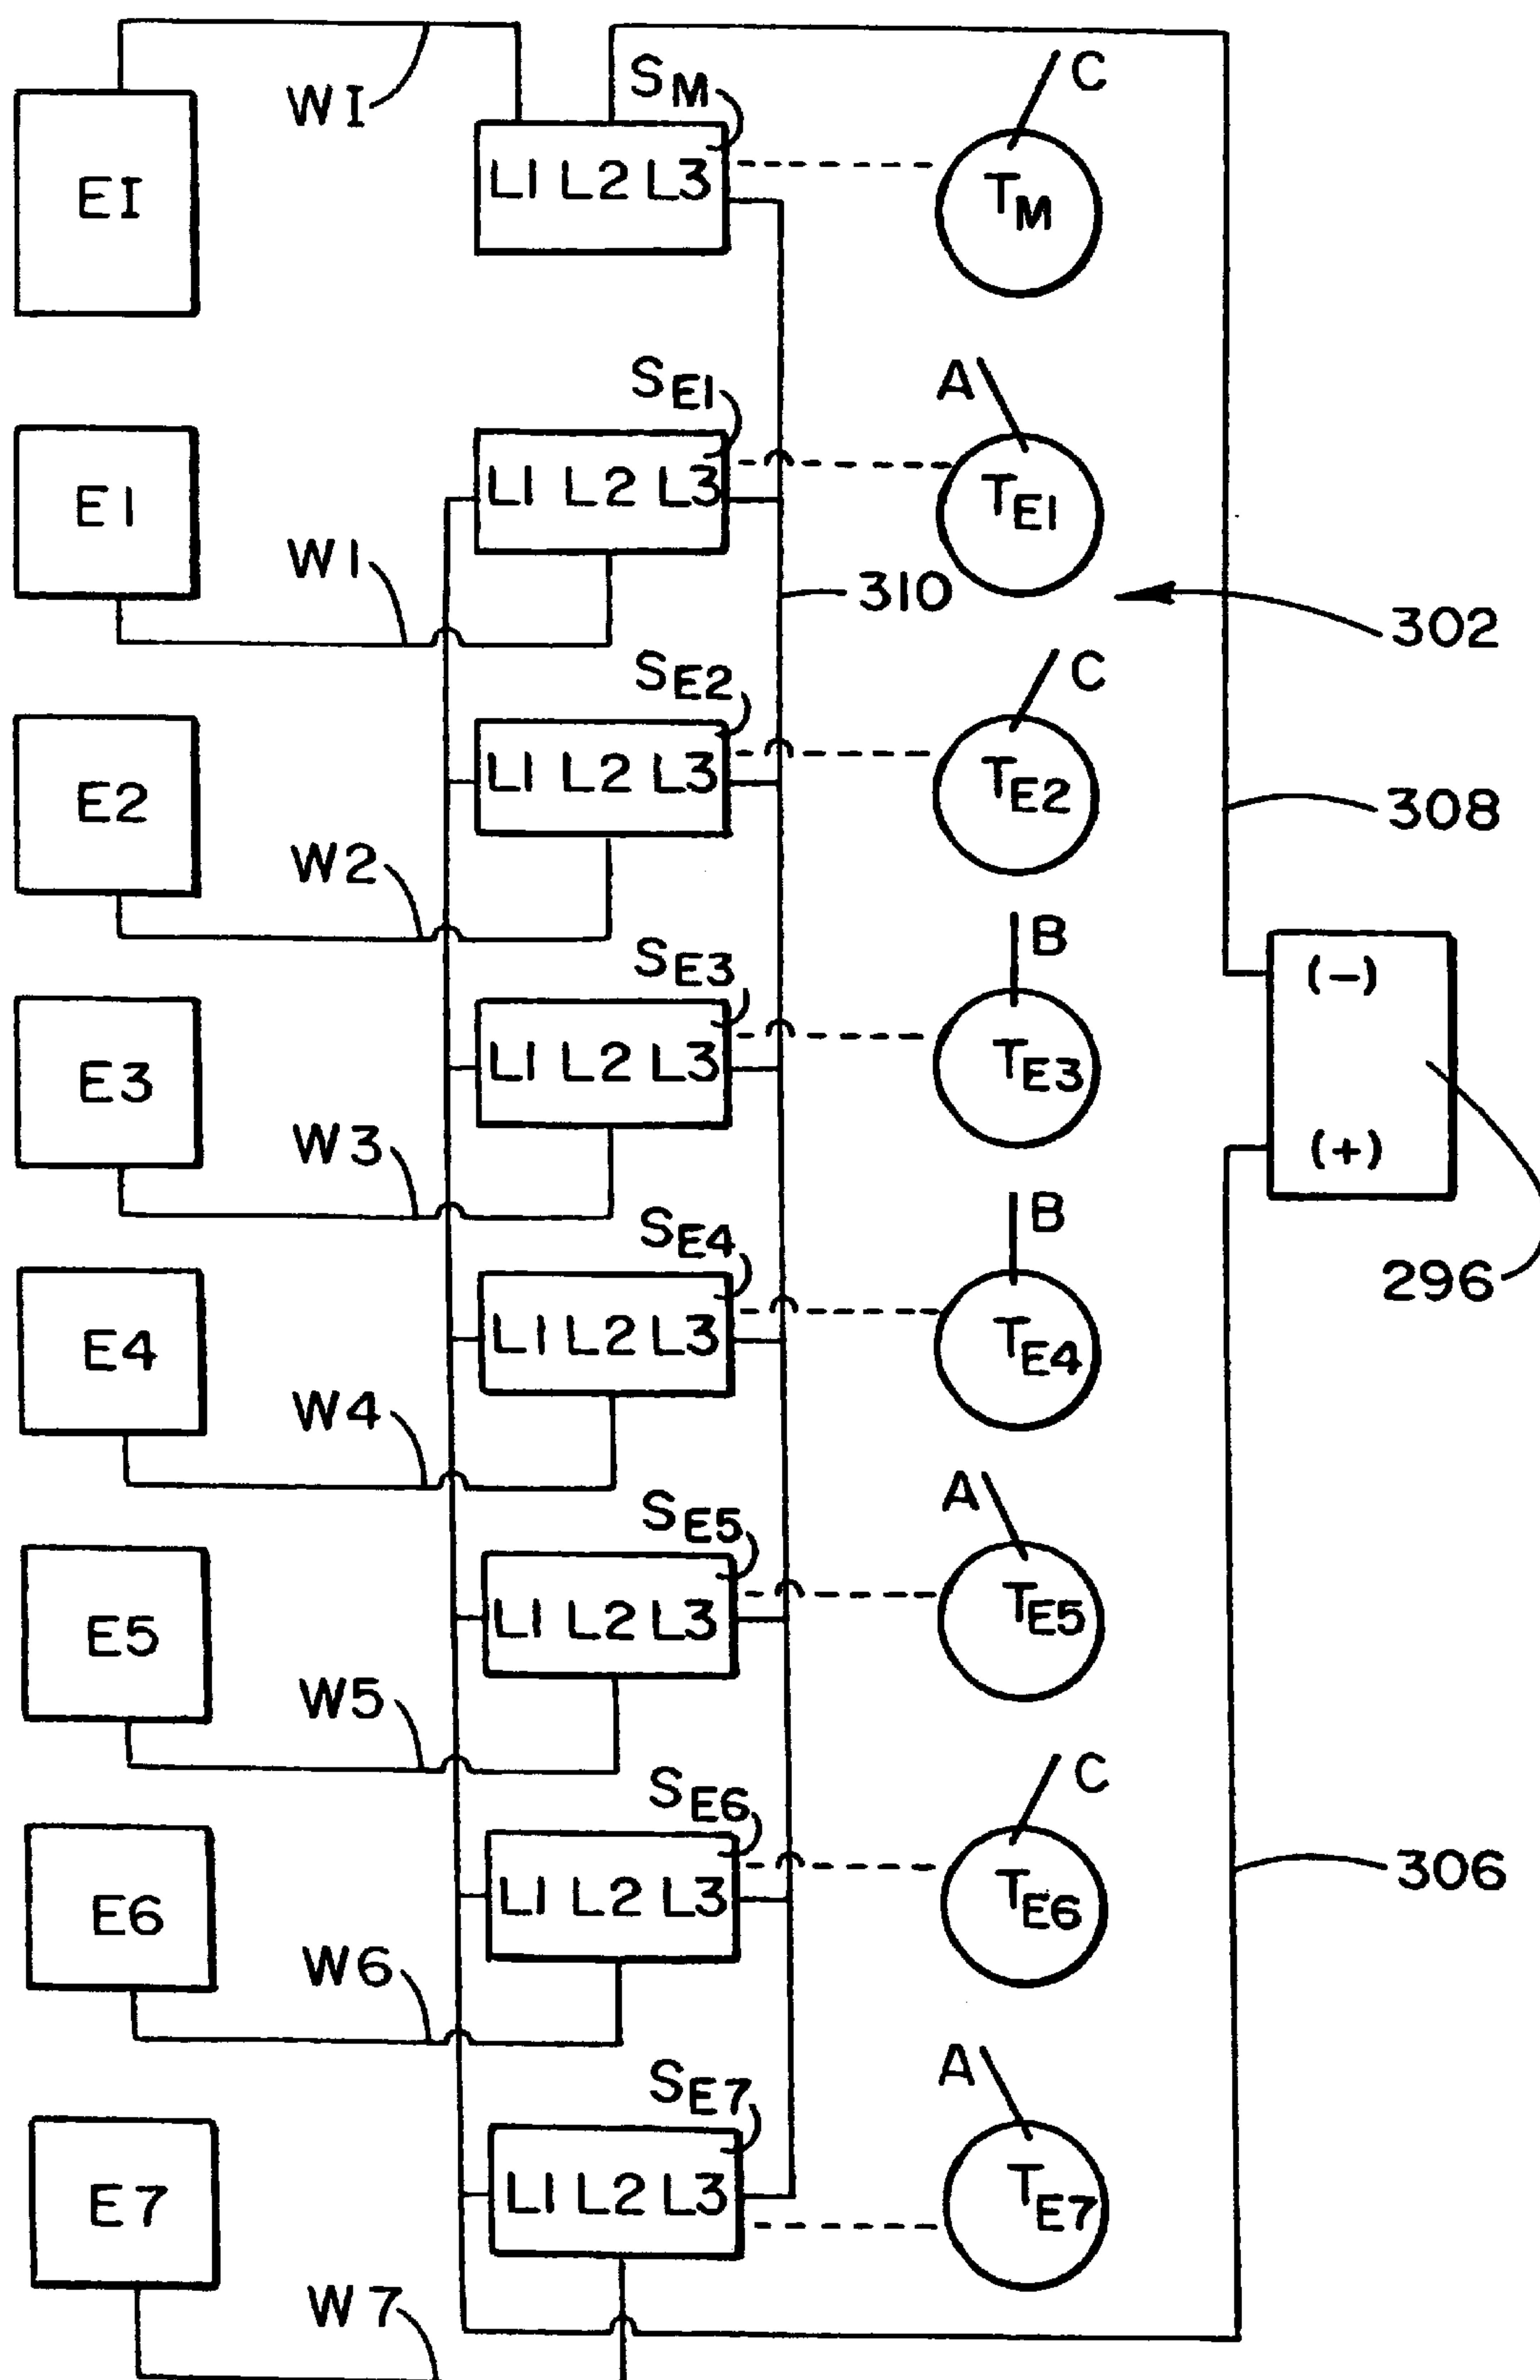 WI
SM
C
EI
L1 L2 L3
TM
SE1
A
E1
L1 L2 L3
TE1
W1
310
302
SE2
C
E2
L1 L2 L3
TE2
308
W2
SE3
B
(-)
E3
L1 L2 L3
TE3
W3
(+)
SE4
B
296
E4
L1 L2 L3
TE4
W4
SE5
A
E5
L1 L2 L3
TE5
W5
SE6
C
E6
L1 L2 L3
TE6
306
W6
SE7
A
E7
L1 L2 L3
TE7
W7